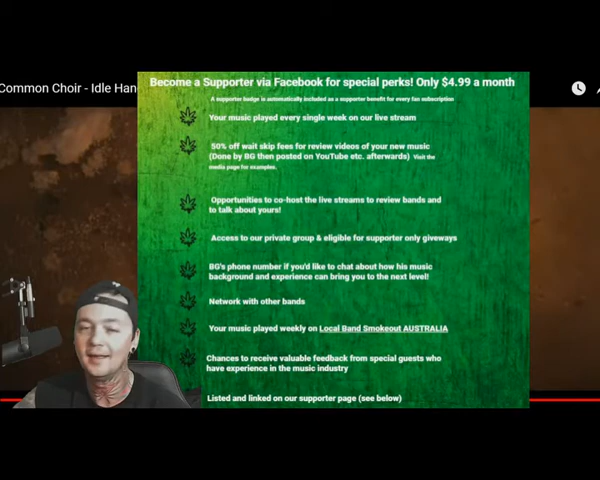 Become a Supporter via Facebook for special perks! Only $4.99 a month
Common Choir - Idle Han
A supporter badge is automatically included as a supporter benefit for every fan subscription
Your music played every single week on our live stream
50% off wait skip fees for review videos of your new music
(Done by BG then posted on YouTube etc. afterwards) Visit the
media page for examples.
Opportunities to co-host the live streams to review bands and
to talk about yours!
Access to our private group & eligible for supporter only giveways
BG's phone number if you'd like to chat about how his music
background and experience can bring you to the next level!
Network with other bands
Your music played weekly on Local Band Smokeout AUSTRALIA
Chances to receive valuable feedback from special guests who
have experience in the music industry
Listed and linked on our supporter page (see below)